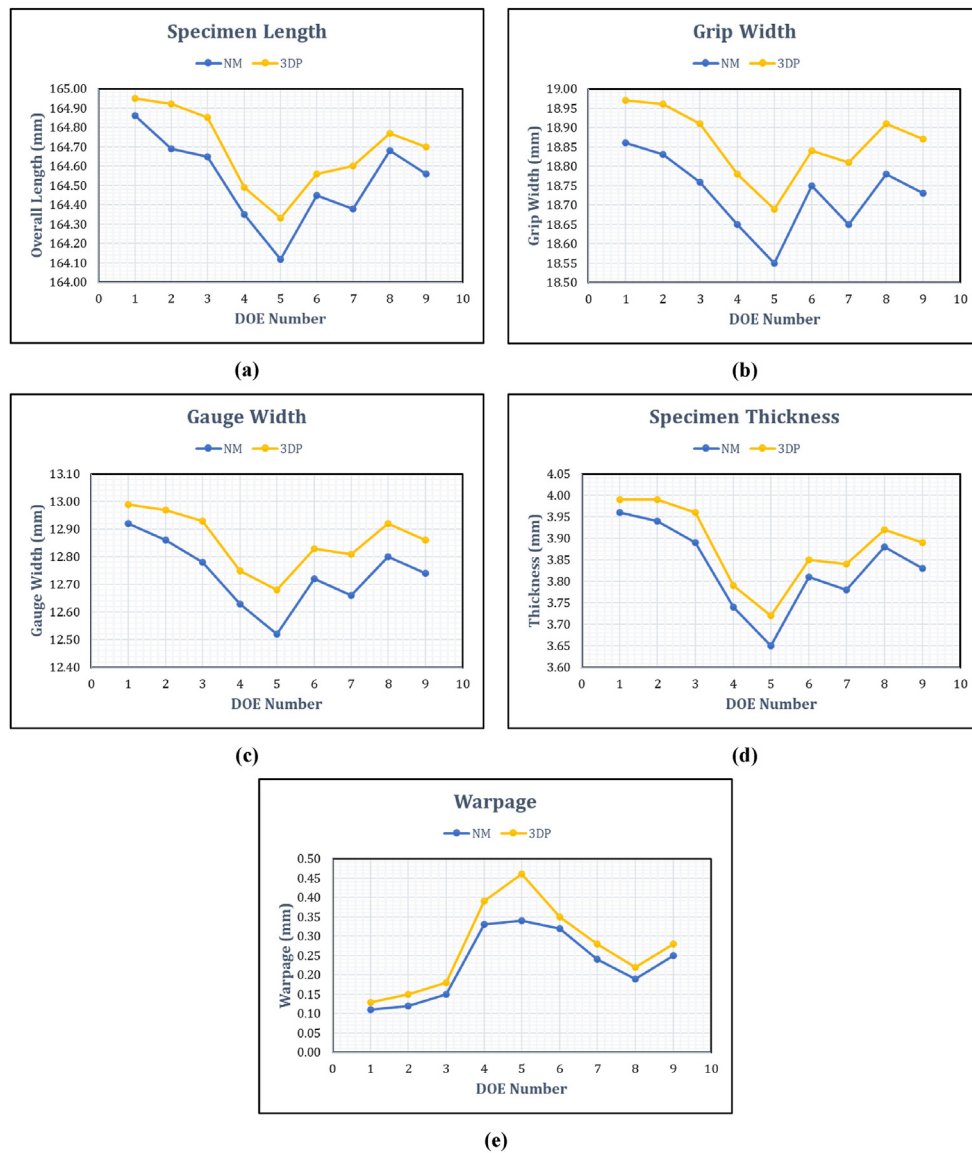 Specimen Length
NM 3DP
165.00
164.90
164.80
164.70
164.60
164.50
164.40
164.30
164.20
164.10
164.00
Overall Length (mm)
0 1 2 3 4 5 6 7 8 9 10
DOE Number
(a)
Grip Width
NM 3DP
19.00
18.95
18.90
18.85
18.80
18.75
18.70
18.65
18.60
18.55
18.50
Grip Width (mm)
0 1 2 3 4 5 6 7 8 9 10
DOE Number
(b)
Gauge Width
NM 3DP
13.10
13.00
12.90
12.80
12.70
12.60
12.50
12.40
Gauge Width (mm)
0 1 2 3 4 5 6 7 8 9 10
DOE Number
(c)
Specimen Thickness
NM 3DP
4.05
4.00
3.95
3.90
3.85
3.80
3.75
3.70
3.65
3.60
Thickness (mm)
0 1 2 3 4 5 6 7 8 9 10
DOE Number
(d)
Warpage
NM 3DP
0.50
0.45
0.40
0.35
0.30
0.25
0.20
0.15
0.10
0.05
0.00
Warpage (mm)
0 1 2 3 4 5 6 7 8 9 10
DOE Number
(e)